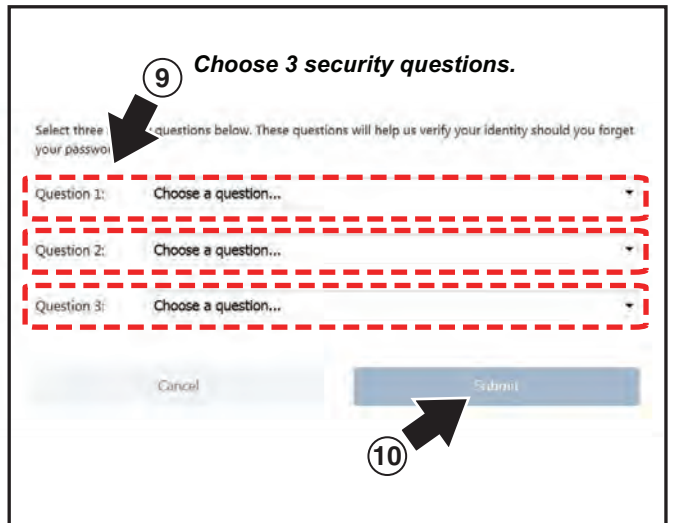 9 Choose 3 security questions.
Select three questions below. These questions will help us verify your identity should you forget
your
Question 1: Choose a question...
Question 2: Choose a question...
Question 3: Choose a question...
Cancel Submit
10